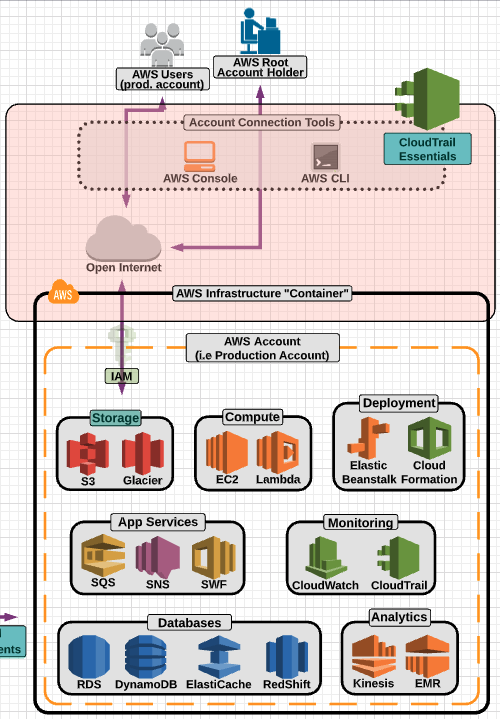 AWS Users
(prod. account)
AWS Root
Account Holder
Account Connection Tools
CloudTrail
Essentials
AWS Console
AWS CLI
Open Internet
AWS
AWS Infrastructure "Container"
AWS Account
(i.e Production Account)
IAM
Storage
S3
Glacier
Compute
EC2
Lambda
Deployment
Elastic
Beanstalk
Cloud
Formation
App Services
SQS
SNS
SWF
Monitoring
CloudWatch
CloudTrail
Databases
RDS
DynamoDB
ElastiCache
RedShift
Analytics
Kinesis
EMR